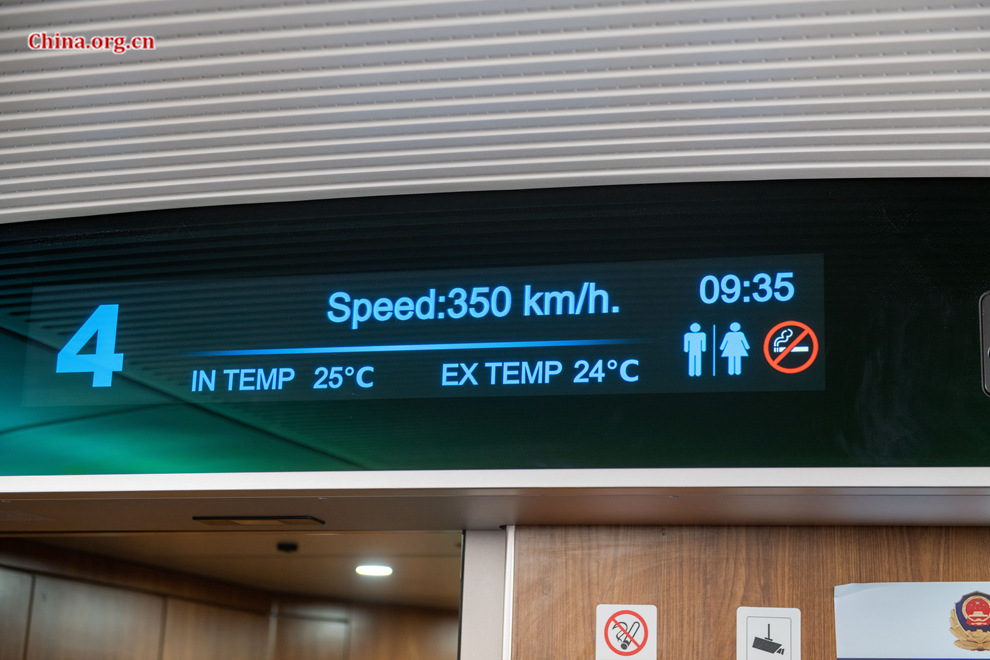 China.org.cn
4
Speed:350 km/h.
09:35
IN TEMP 25℃
EX TEMP 24℃